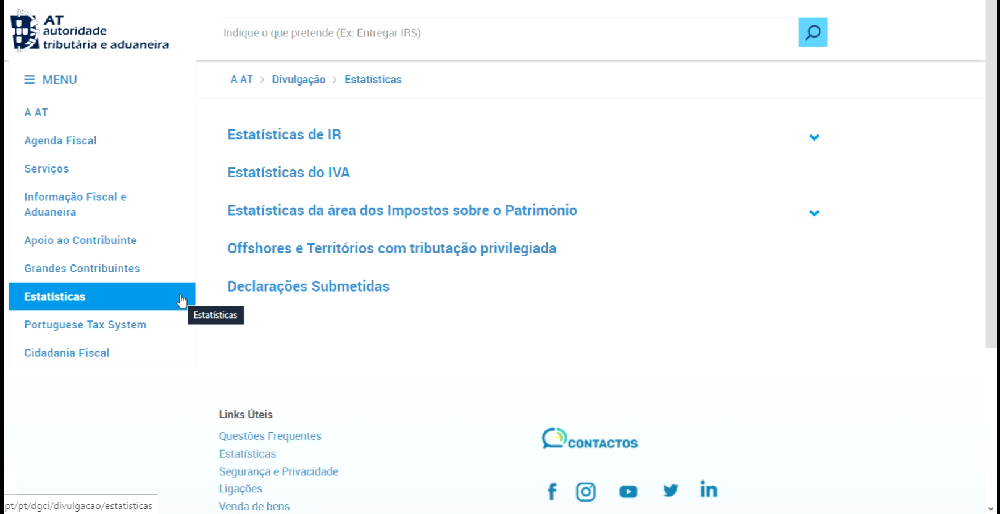 AT
autoridade
tributária e aduaneira
Indique o que pretende (Ex: Entregar IRS)
MENU
A AT > Divulgação > Estatísticas
A AT
Agenda Fiscal
Serviços
Informação Fiscal e
Aduaneira
Apoio ao Contribuinte
Grandes Contribuintes
Estatísticas
Estatísticas
Portuguese Tax System
Cidadania Fiscal
Estatísticas de IR
Estatísticas do IVA
Estatísticas da área dos Impostos sobre o Património
Offshores e Territórios com tributação privilegiada
Declarações Submetidas
Links Úteis
Questões Frequentes
Estatísticas
Segurança e Privacidade
Ligações
Venda de bens
CONTACTOS
.pt/pt/dgci/divulgacao/estatisticas